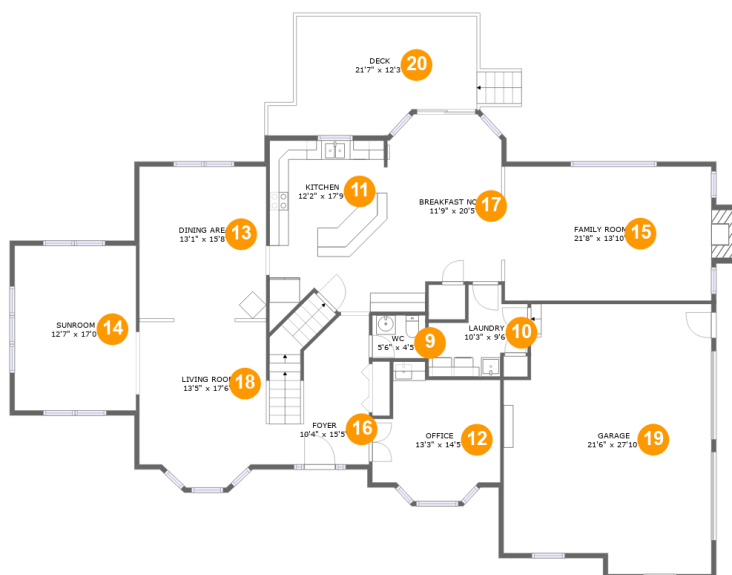 DECK
21'7" x 12'3
20
KITCHEN
12'2" x 17'9
11
BREAKFAST NO
11'9" x 20'5
17
DINING AREA
13'1" x 15'8
13
FAMILY ROOM
21'8" x 13'10
15
SUNROOM
12'7" x 17'0
14
WC
5'6" x 4'5
9
LAUNDRY
10'3" x 9'6
10
LIVING ROOM
13'5" x 17'6
18
FOYER
10'4" x 15'5
16
OFFICE
13'3" x 14'5
12
GARAGE
21'6" x 27'10
19